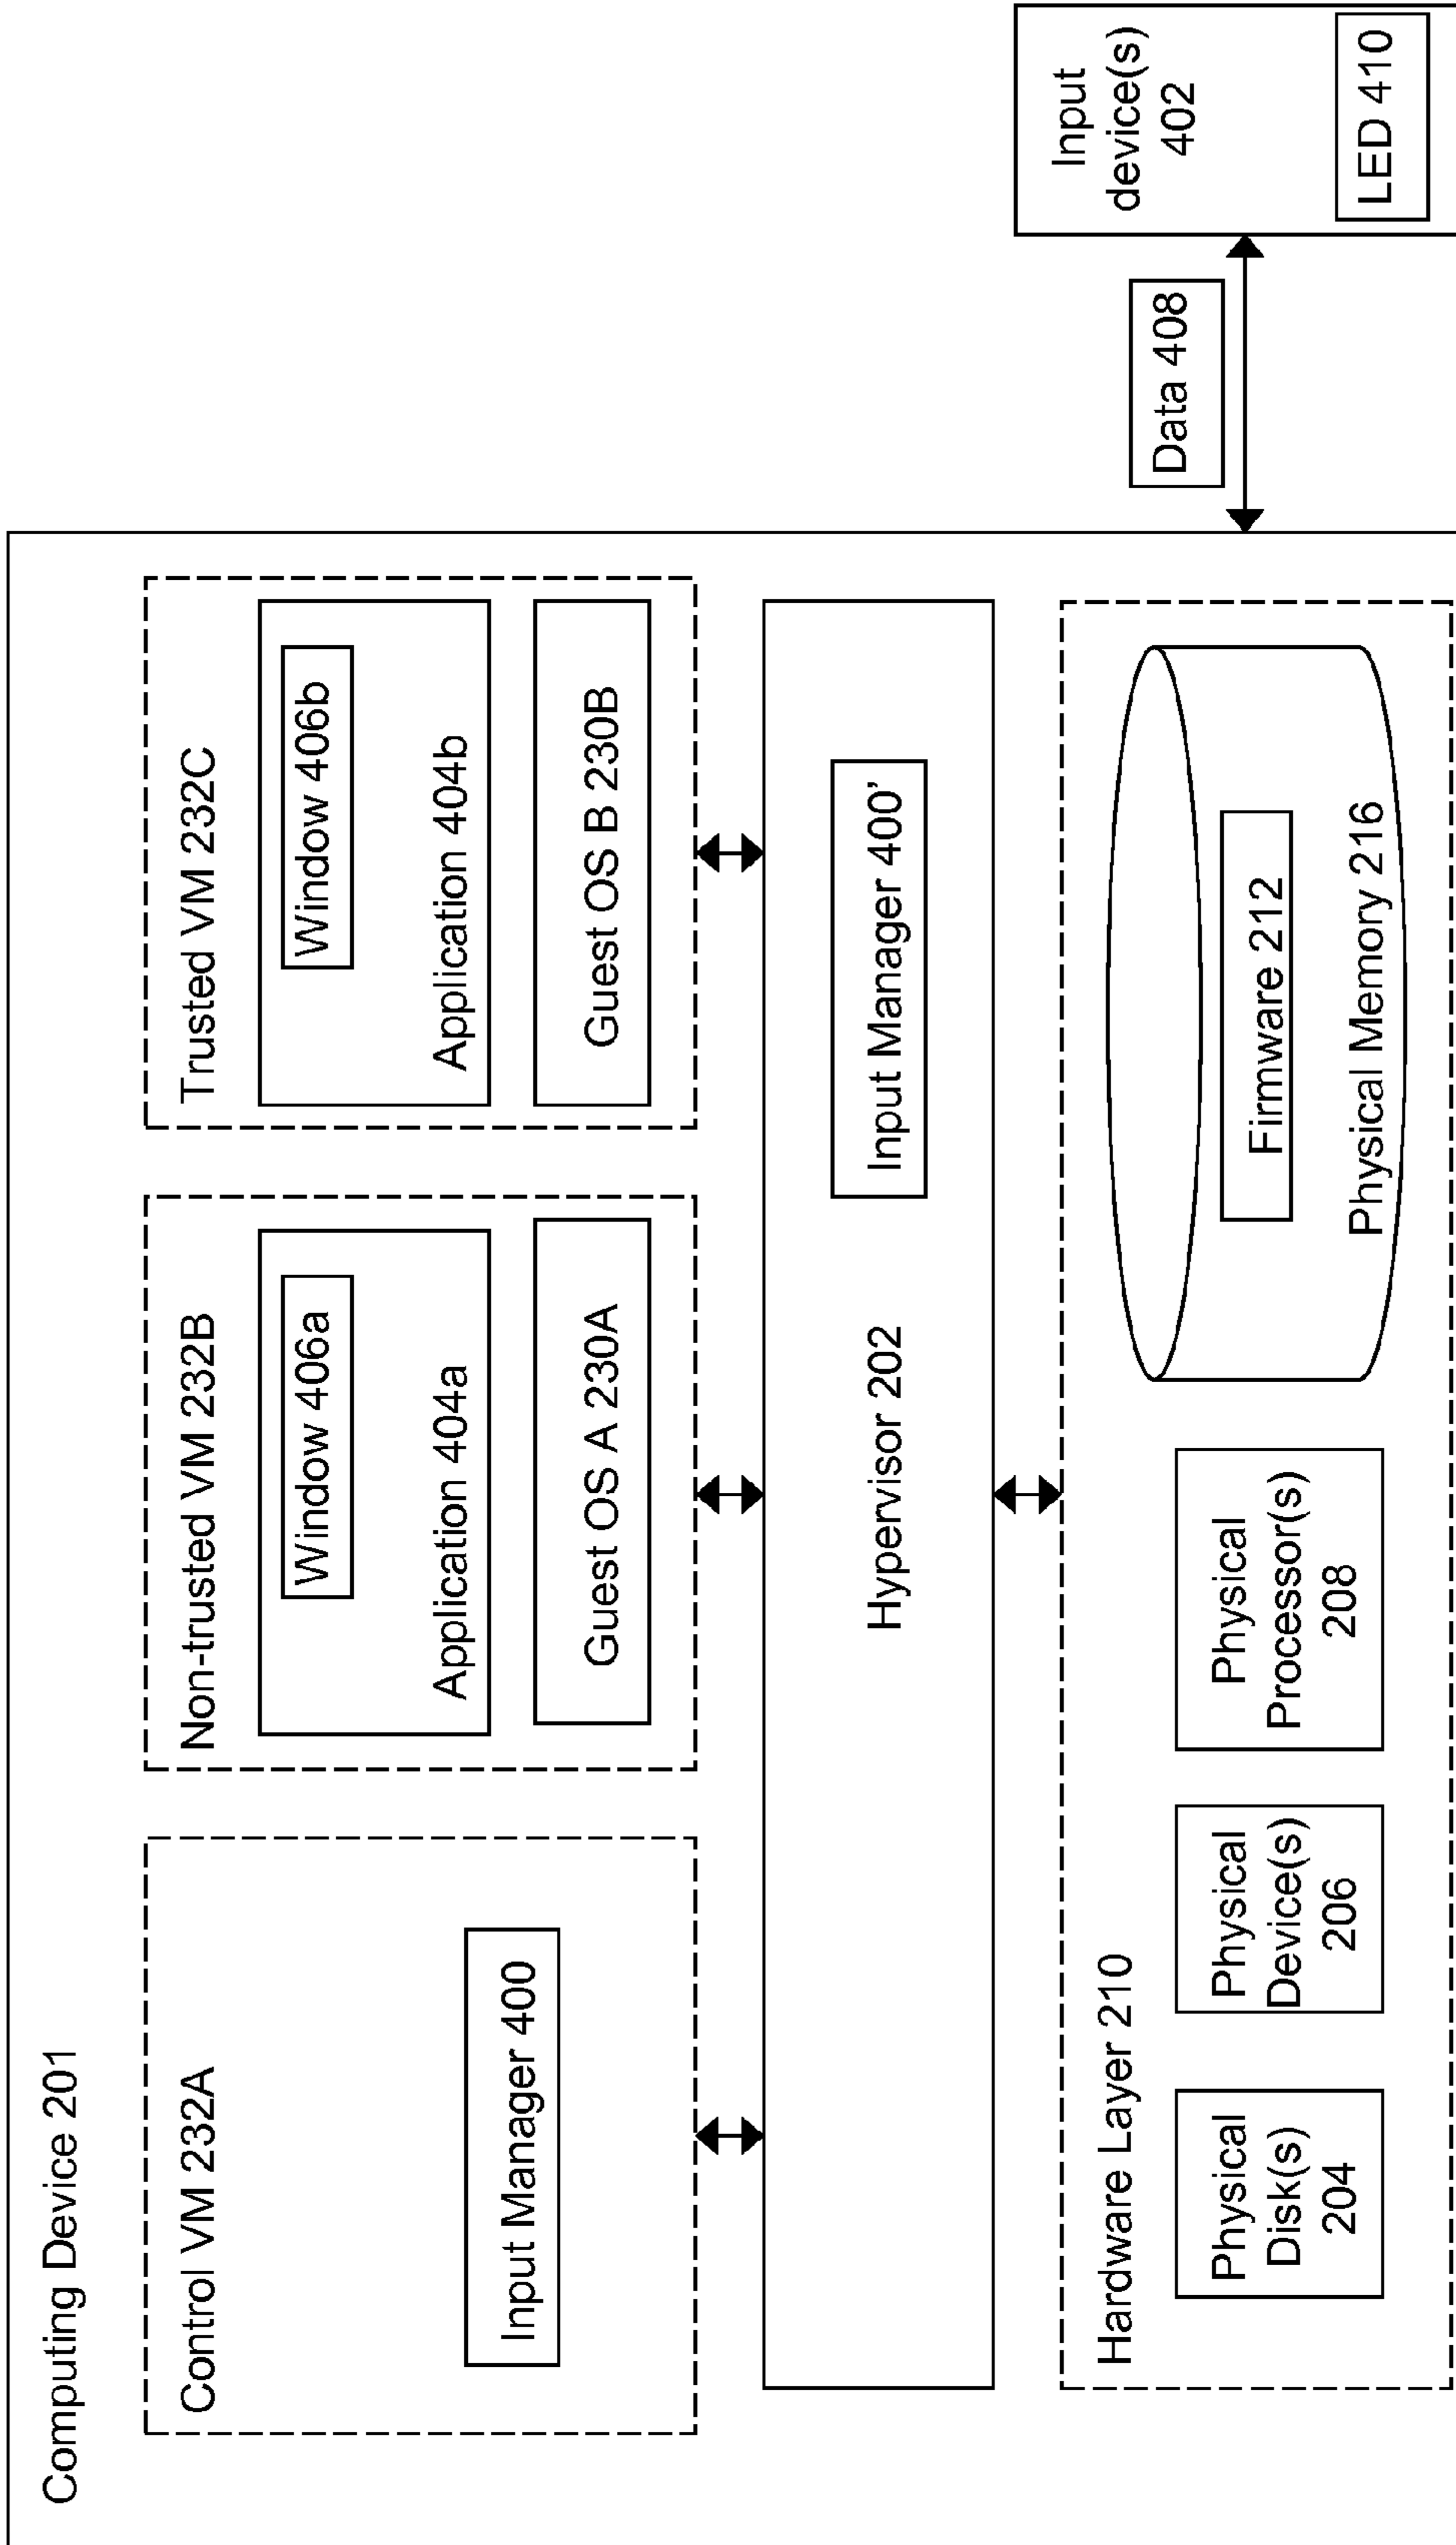 Computing Device 201
Control VM 232A
Input Manager 400
Non-trusted VM 232B
Window 406a
Application 404a
Guest OS A 230A
Trusted VM 232C
Window 406b
Application 404b
Guest OS B 230B
Hypervisor 202
Input Manager 400’
Hardware Layer 210
Physical
Disk(s)
204
Physical
Device(s)
206
Physical
Processor(s)
208
Firmware 212
Physical Memory 216
Data 408
Input
device(s)
402
LED 410